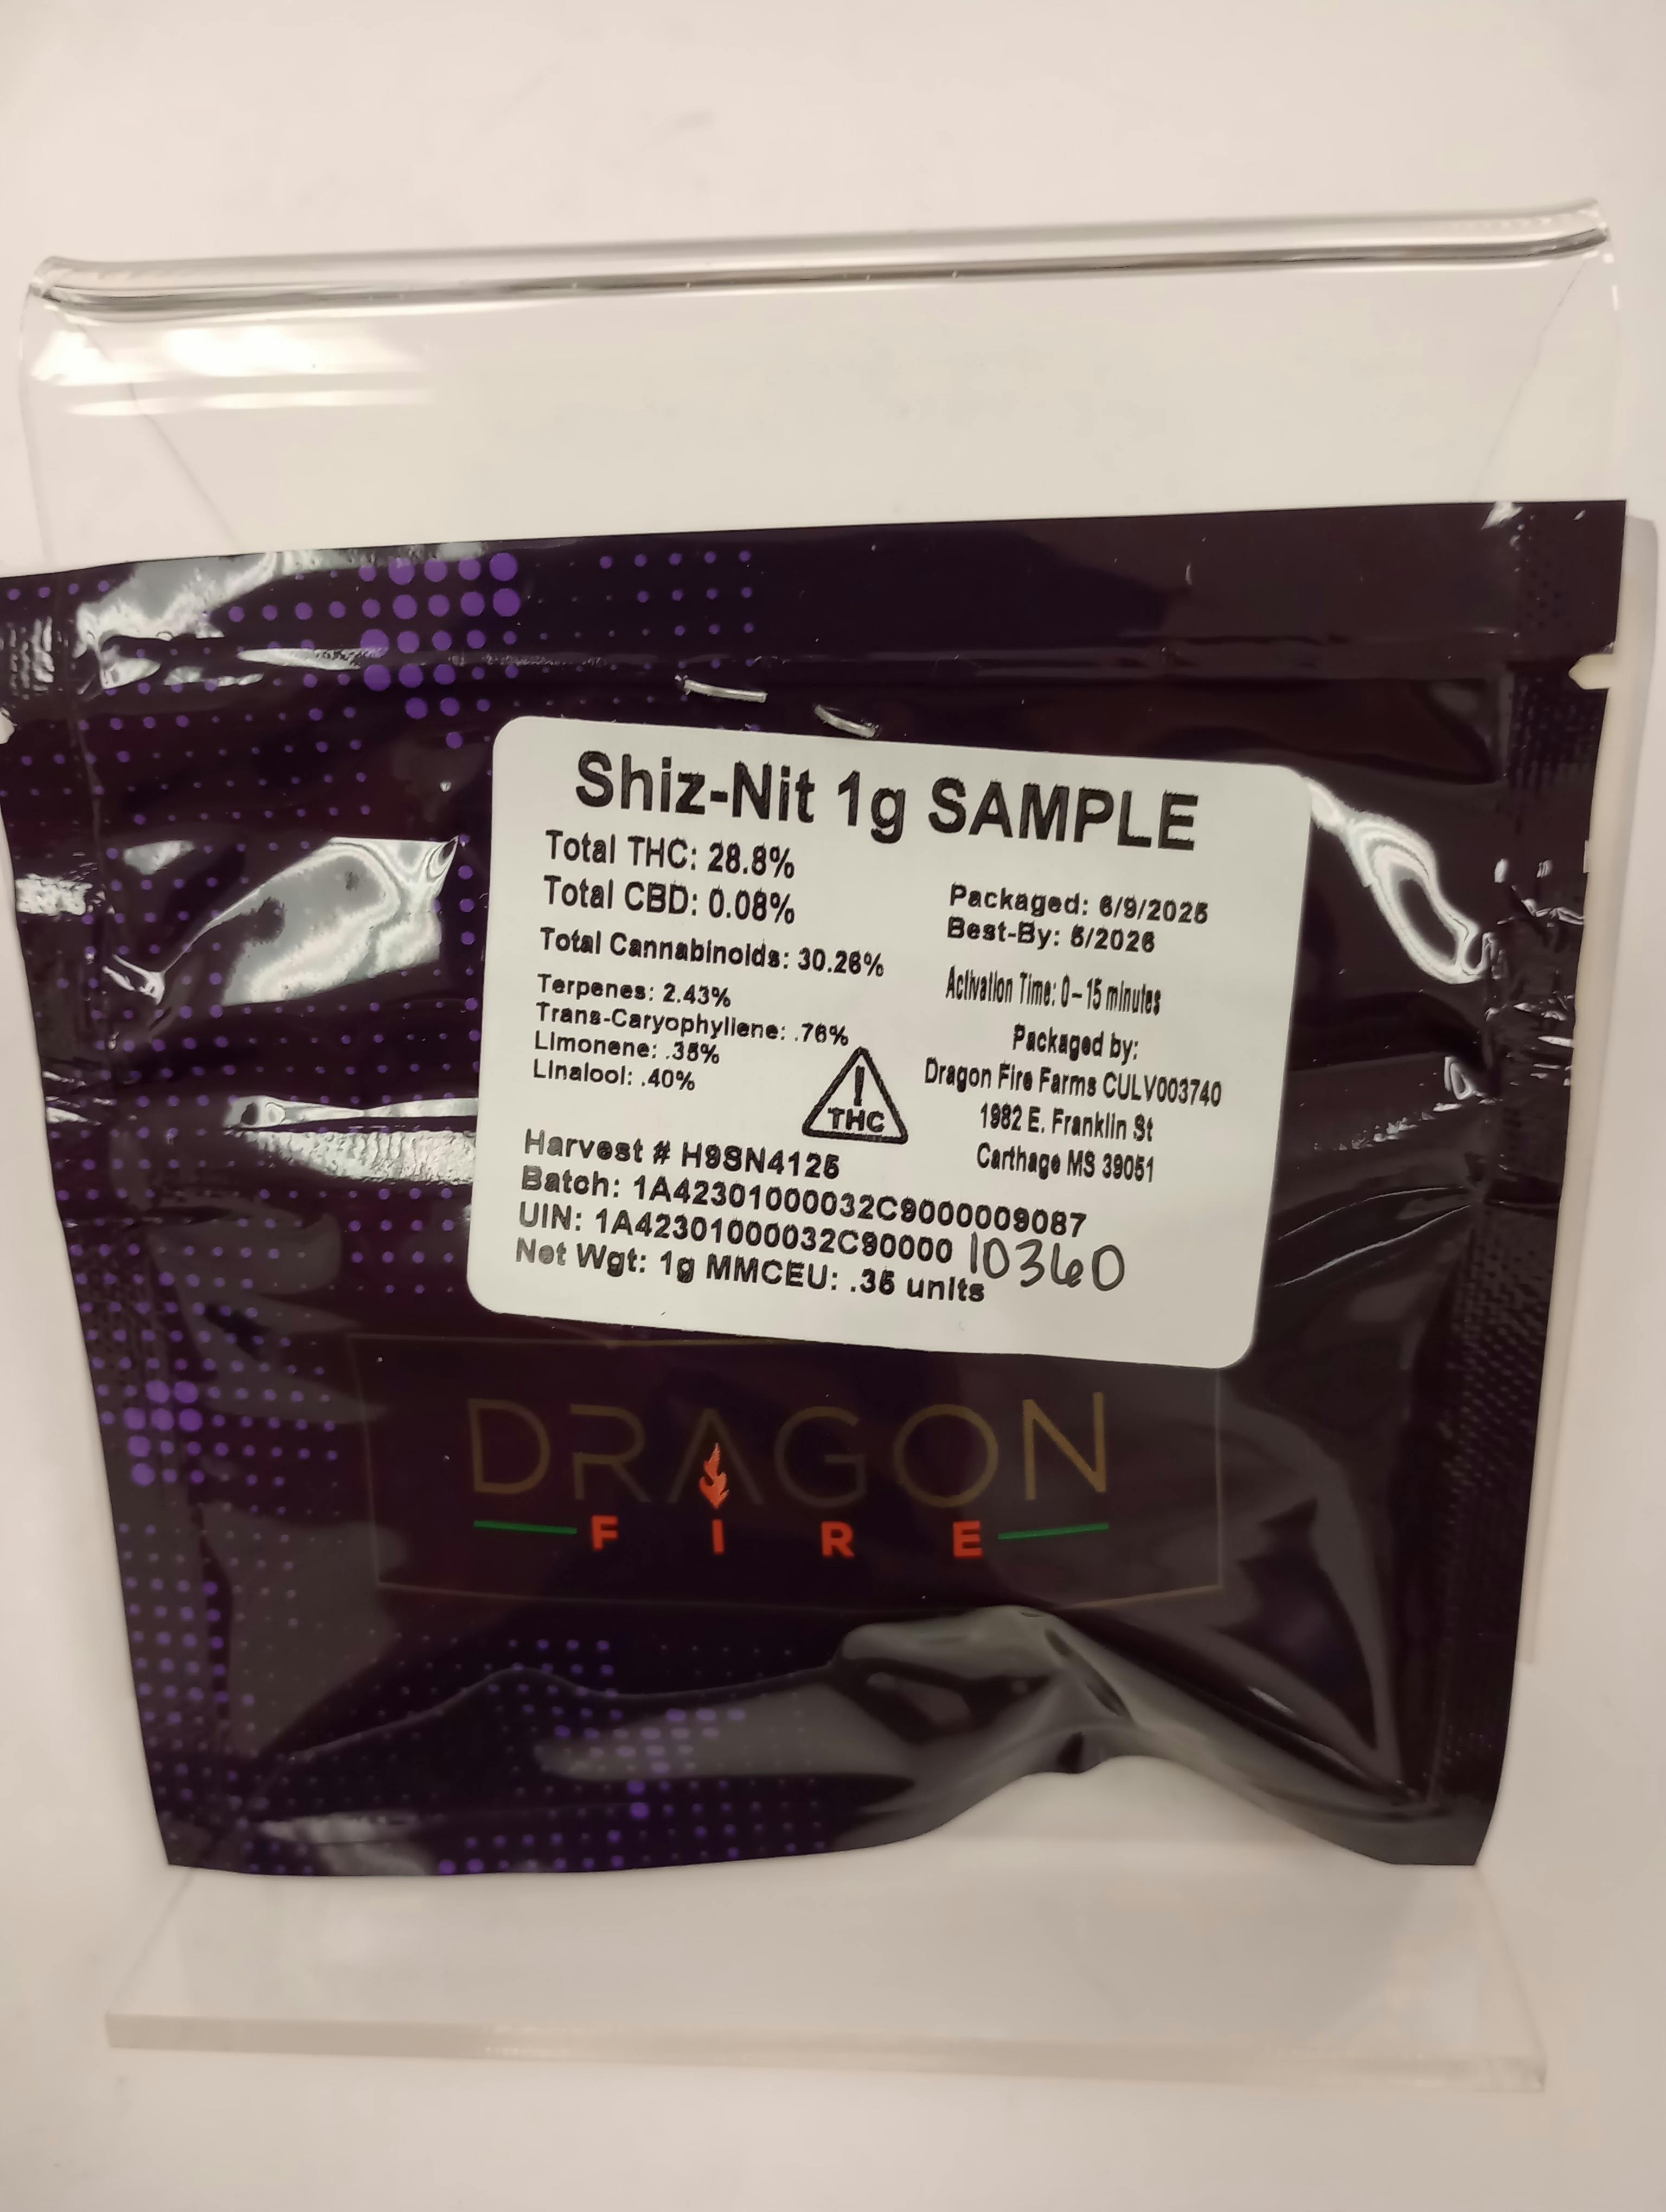 Shiz-Nit 1g SAMPLE
Total THC: 28.8%
Total CBD: 0.08%
Total Cannabinoids: 30.26%
Terpenes: 2.43%
Trans-Caryophyllene: .76%
Limonene: .35%
Linalool: .40%
Packaged: 6/9/2025
Best-By: 6/2026
Activation Time: 0-15 minutes
Packaged by:
Dragon Fire Farms CULV003740
1982 E. Franklin St
Carthage MS 39051
THC
Harvest # H9SN4125
Batch: 1A42301000032C9000009087
UIN: 1A42301000032C90000 10360
Net Wgt: 1g MMCEU: .35 units
DRAGON
FIRE